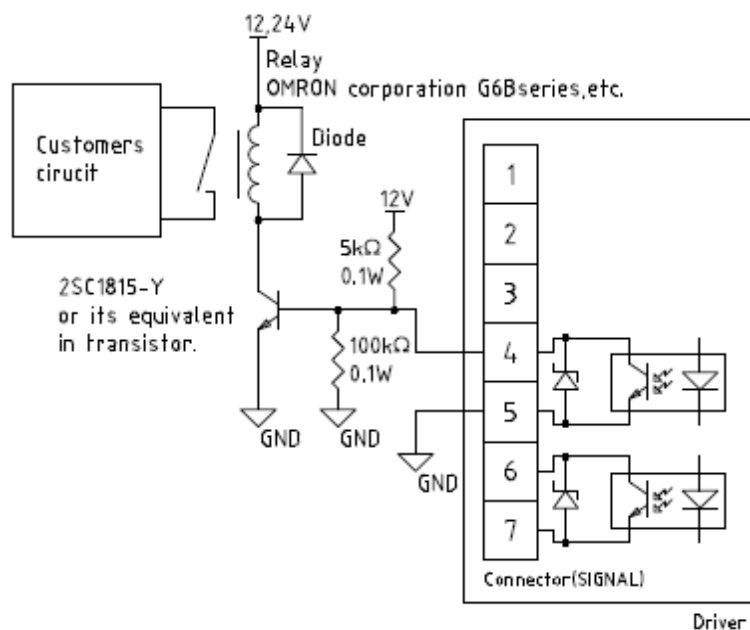 12,24V
Relay
OMRON corporation G6Bseries,etc.
Customers
cirucit
Diode
12V
5kΩ
0.1W
2SC1815-Y
or its equivalent
in transistor.
100kΩ
0.1W
GND
GND
GND
1
2
3
4
5
6
7
Connector(SIGNAL)
Driver